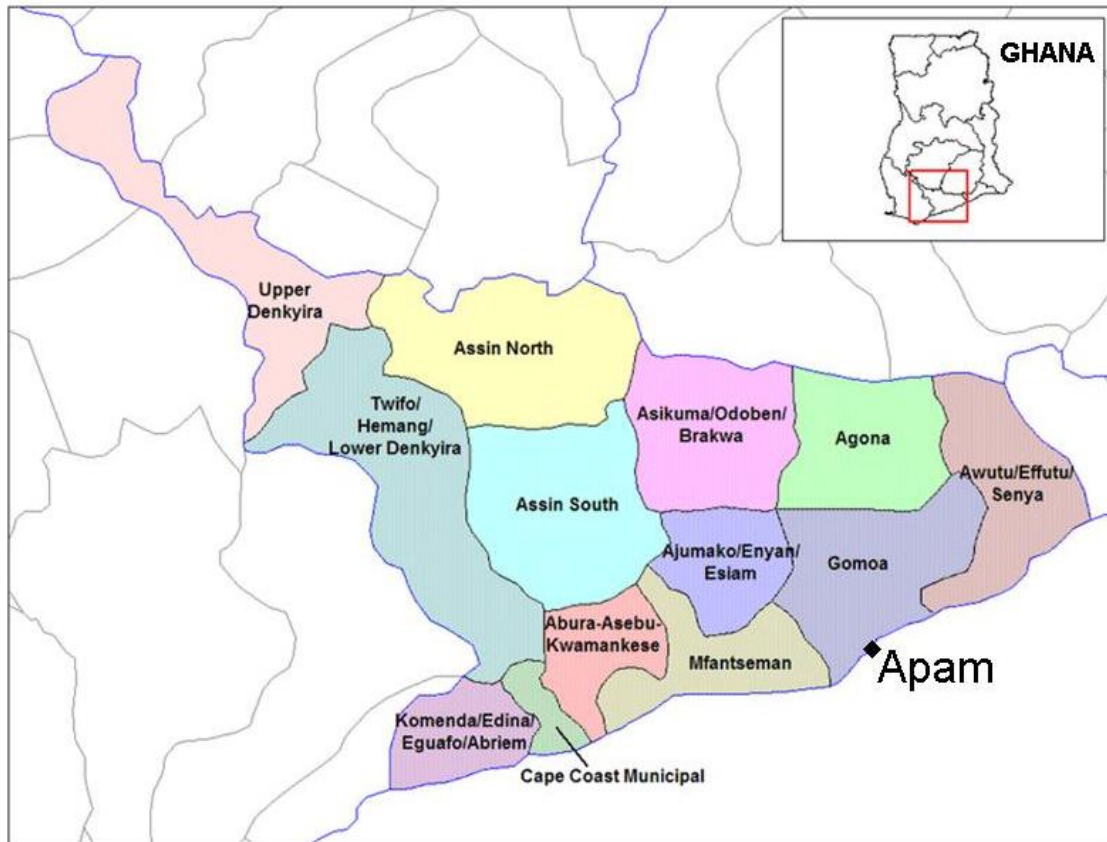 GHANA
Upper
Denkyira
Assin North
Twifo/
Hemang/
Lower Denkyira
Asikuma/Odoben/
Brakwa
Agona
Awutu/Effutu/
Senya
Assin South
Ajumako/Enyan/
Esiam
Gomoa
Abura-Asebu-
Kwamankese
Mfantseman
Apam
Komenda/Edina/
Eguafo/Abriem
Cape Coast Municipal